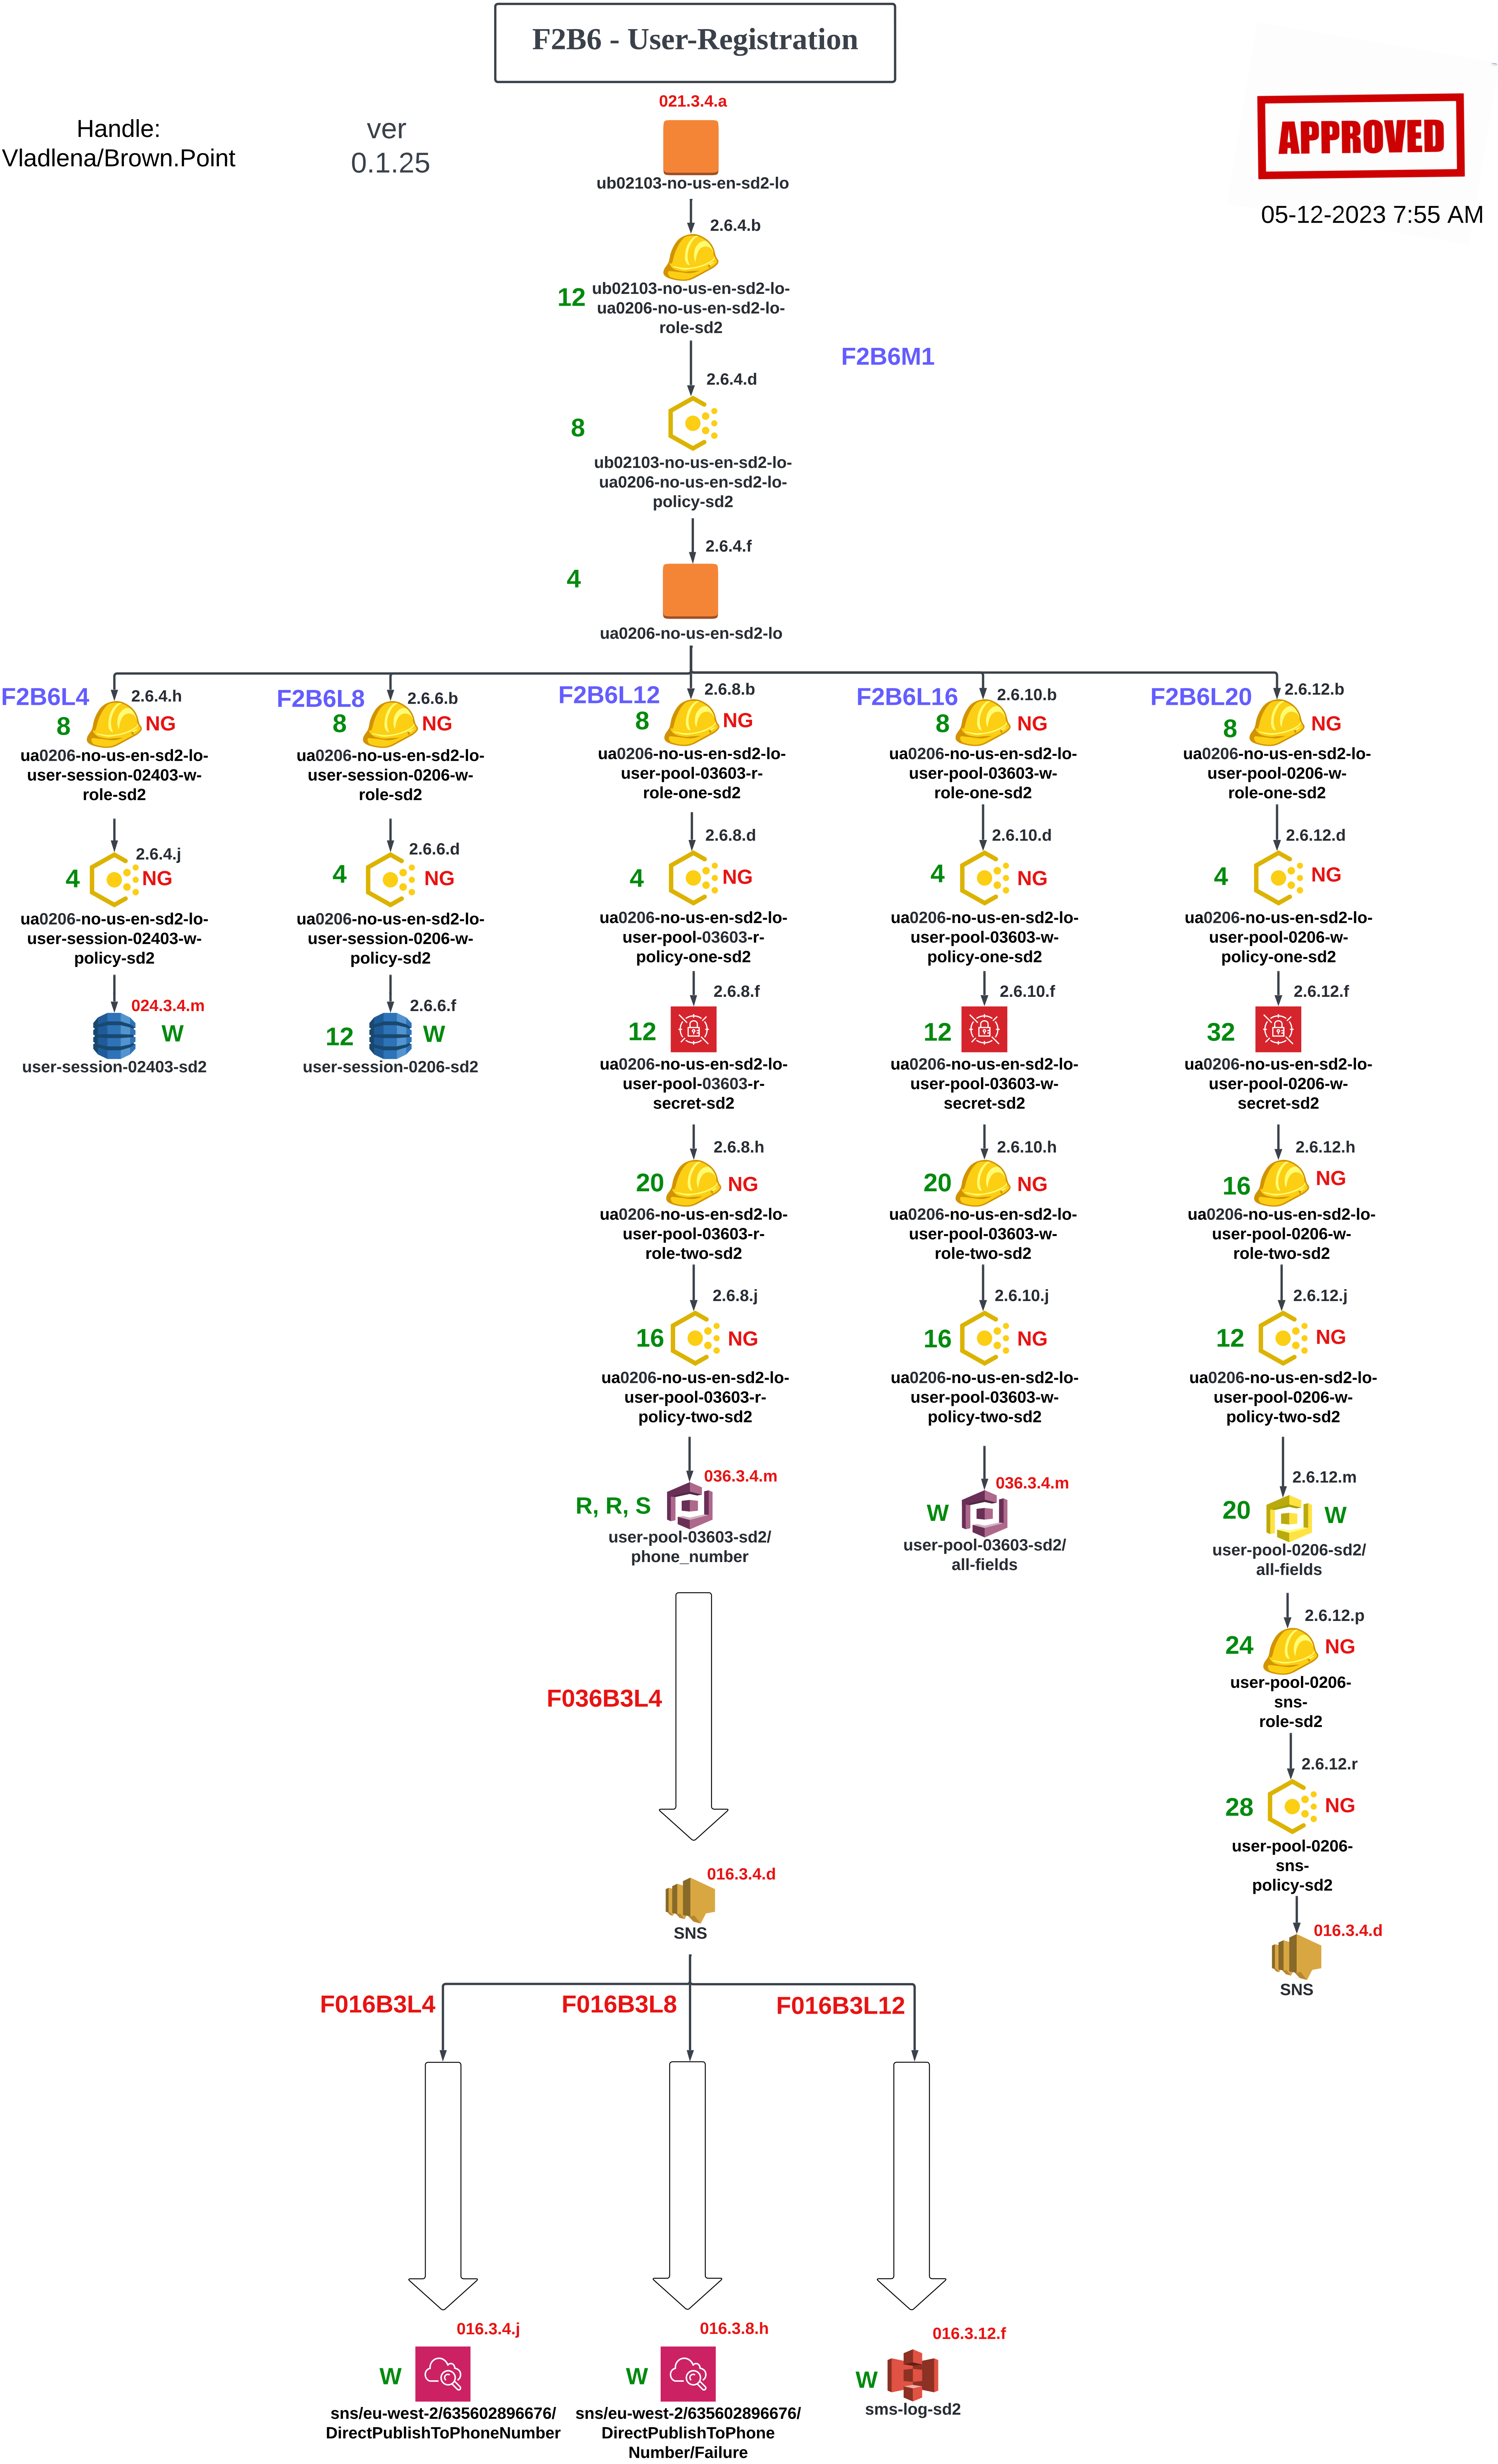 F2B6 - User-Registration
Handle:
Vladlena/Brown.Point
ver
0.1.25
APPROVED
05-12-2023 7:55 AM
021.3.4.a
ub02103-no-us-en-sd2-lo
2.6.4.b
12
ub02103-no-us-en-sd2-lo-
ua0206-no-us-en-sd2-lo-
role-sd2
F2B6M1
2.6.4.d
8
ub02103-no-us-en-sd2-lo-
ua0206-no-us-en-sd2-lo-
policy-sd2
2.6.4.f
4
ua0206-no-us-en-sd2-lo
F2B6L4
2.6.4.h
8
NG
ua0206-no-us-en-sd2-lo-
user-session-02403-w-
role-sd2
2.6.4.j
4
NG
ua0206-no-us-en-sd2-lo-
user-session-02403-w-
policy-sd2
024.3.4.m
W
user-session-02403-sd2
F2B6L8
2.6.6.b
8
NG
ua0206-no-us-en-sd2-lo-
user-session-0206-w-
role-sd2
2.6.6.d
4
NG
ua0206-no-us-en-sd2-lo-
user-session-0206-w-
policy-sd2
2.6.6.f
12
W
user-session-0206-sd2
F2B6L12
2.6.8.b
8
NG
ua0206-no-us-en-sd2-lo-
user-pool-03603-r-
role-one-sd2
2.6.8.d
4
NG
ua0206-no-us-en-sd2-lo-
user-pool-03603-r-
policy-one-sd2
2.6.8.f
12
ua0206-no-us-en-sd2-lo-
user-pool-03603-r-
secret-sd2
2.6.8.h
20
NG
ua0206-no-us-en-sd2-lo-
user-pool-03603-r-
role-two-sd2
2.6.8.j
16
NG
ua0206-no-us-en-sd2-lo-
user-pool-03603-r-
policy-two-sd2
036.3.4.m
R, R, S
user-pool-03603-sd2/
phone_number
F036B3L4
016.3.4.d
SNS
F2B6L16
2.6.10.b
8
NG
ua0206-no-us-en-sd2-lo-
user-pool-03603-w-
role-one-sd2
2.6.10.d
4
NG
ua0206-no-us-en-sd2-lo-
user-pool-03603-w-
policy-one-sd2
2.6.10.f
12
ua0206-no-us-en-sd2-lo-
user-pool-03603-w-
secret-sd2
2.6.10.h
20
NG
ua0206-no-us-en-sd2-lo-
user-pool-03603-w-
role-two-sd2
2.6.10.j
16
NG
ua0206-no-us-en-sd2-lo-
user-pool-03603-w-
policy-two-sd2
036.3.4.m
W
user-pool-03603-sd2/
all-fields
F2B6L20
2.6.12.b
8
NG
ua0206-no-us-en-sd2-lo-
user-pool-0206-w-
role-one-sd2
2.6.12.d
4
NG
ua0206-no-us-en-sd2-lo-
user-pool-0206-w-
policy-one-sd2
2.6.12.f
32
ua0206-no-us-en-sd2-lo-
user-pool-0206-w-
secret-sd2
2.6.12.h
16
NG
ua0206-no-us-en-sd2-lo-
user-pool-0206-w-
role-two-sd2
2.6.12.j
12
NG
ua0206-no-us-en-sd2-lo-
user-pool-0206-w-
policy-two-sd2
2.6.12.m
20
W
user-pool-0206-sd2/
all-fields
2.6.12.p
24
NG
user-pool-0206-
sns-
role-sd2
2.6.12.r
28
NG
user-pool-0206-
sns-
policy-sd2
016.3.4.d
SNS
F016B3L4
016.3.4.j
W
sns/eu-west-2/635602896676/
DirectPublishToPhoneNumber
F016B3L8
016.3.8.h
W
sns/eu-west-2/635602896676/
DirectPublishToPhone
Number/Failure
F016B3L12
016.3.12.f
W
sms-log-sd2